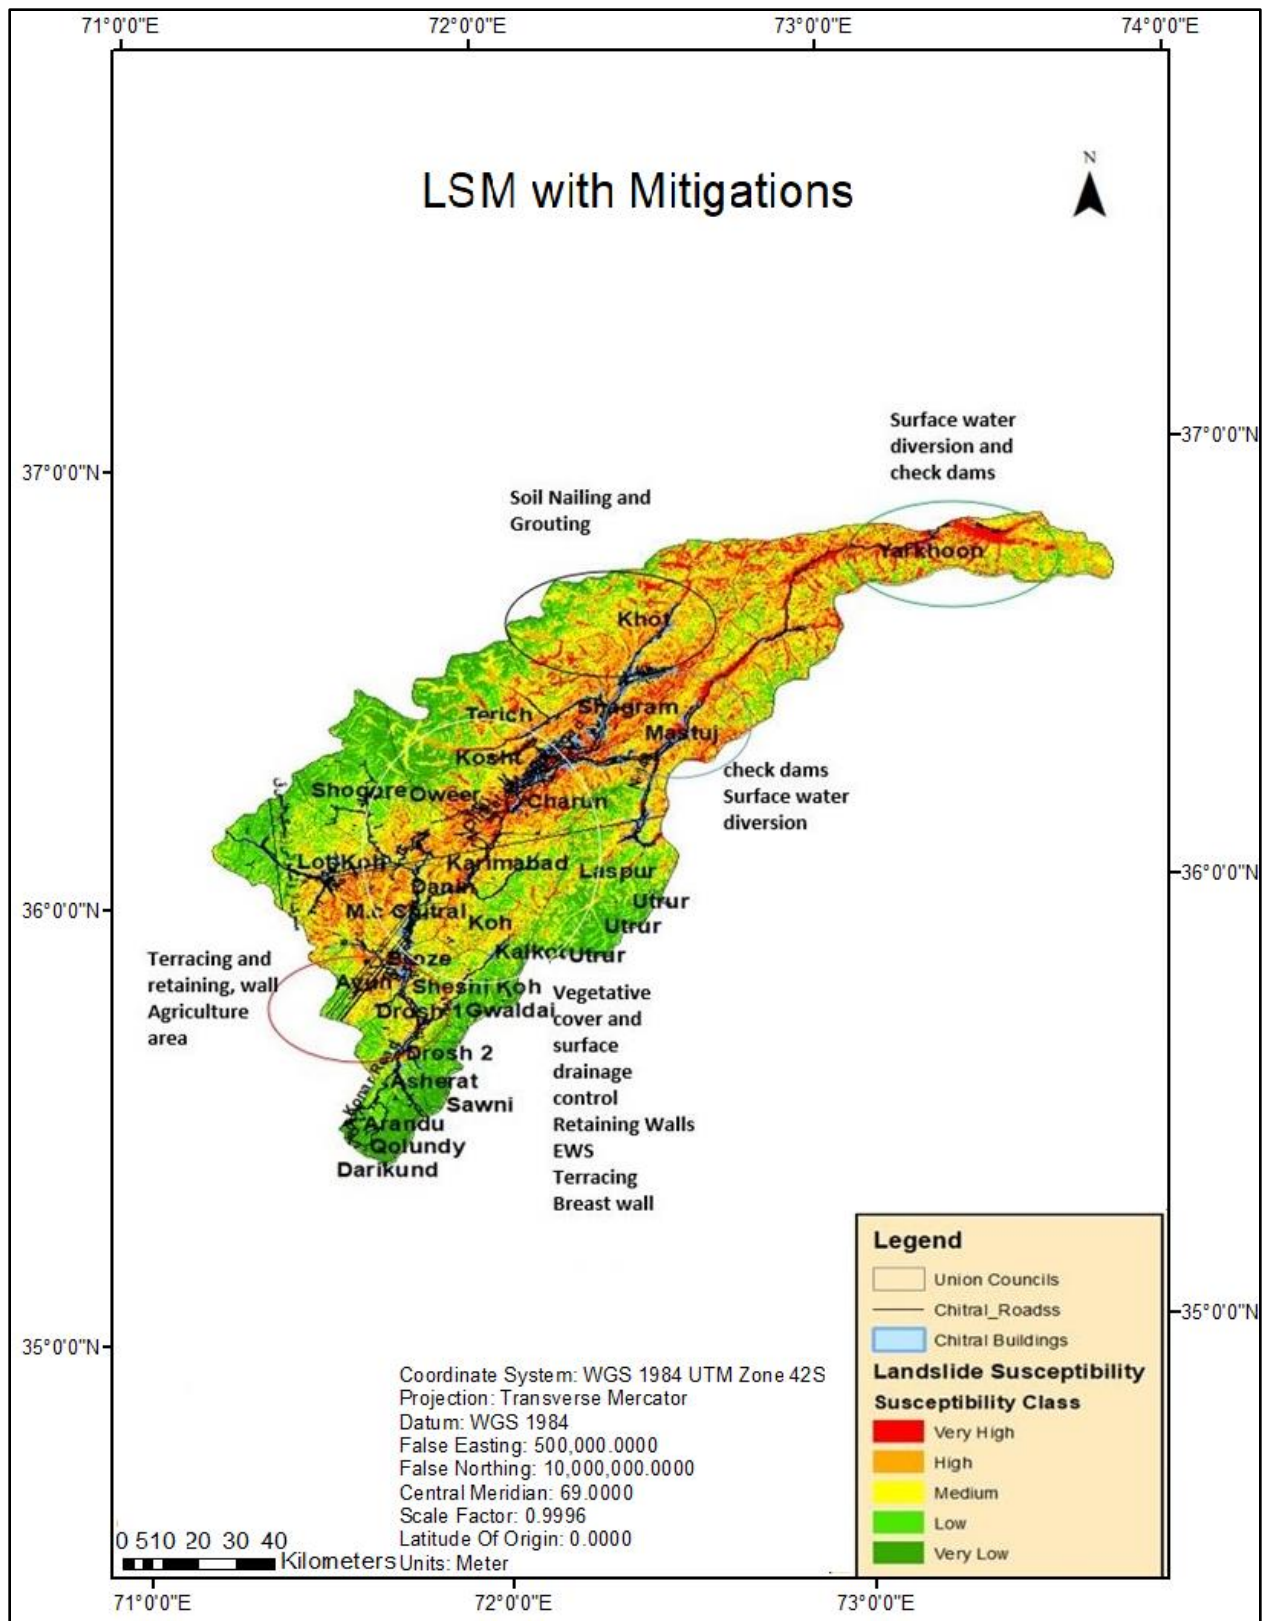 71°0'0"E 72°0'0"E 73°0'0"E 74°0'0"E
N
LSM with Mitigations
Surface water
diversion and
check dams
37°0'0"N
37°0'0"N
Soil Nailing and
Grouting
Yarkhoon
Khot
Shagram
Terich
Mastuj
Kosht
check dams
Surface water
diversion
Shogore
Oweer
Charun
Karimabad
Laspur
36°0'0"N
Danin
Utrur
36°0'0"N
M.c Chitral
Koh
Utrur
Utrur
Terracing and
retaining, wall
Agriculture
area
Broze
Ayun
Sheshi Koh
Drosh 1
Gwaldai
Vegetative
cover and
surface
drainage
control
Retaining Walls
EWS
Terracing
Breast wall
Drosh 2
Asherat
Sawni
Arandu
Qolundy
Darikund
35°0'0"N
35°0'0"N
Legend
Union Councils
Chitral_Roadss
Chitral Buildings
Landslide Susceptibility
Susceptibility Class
Very High
High
Medium
Low
Very Low
Coordinate System: WGS 1984 UTM Zone 42S
Projection: Transverse Mercator
Datum: WGS 1984
False Easting: 500,000.0000
False Northing: 10,000,000.0000
Central Meridian: 69.0000
Scale Factor: 0.9996
Latitude Of Origin: 0.0000
Units: Meter
0 5 10 20 30 40
Kilometers
71°0'0"E 72°0'0"E 73°0'0"E